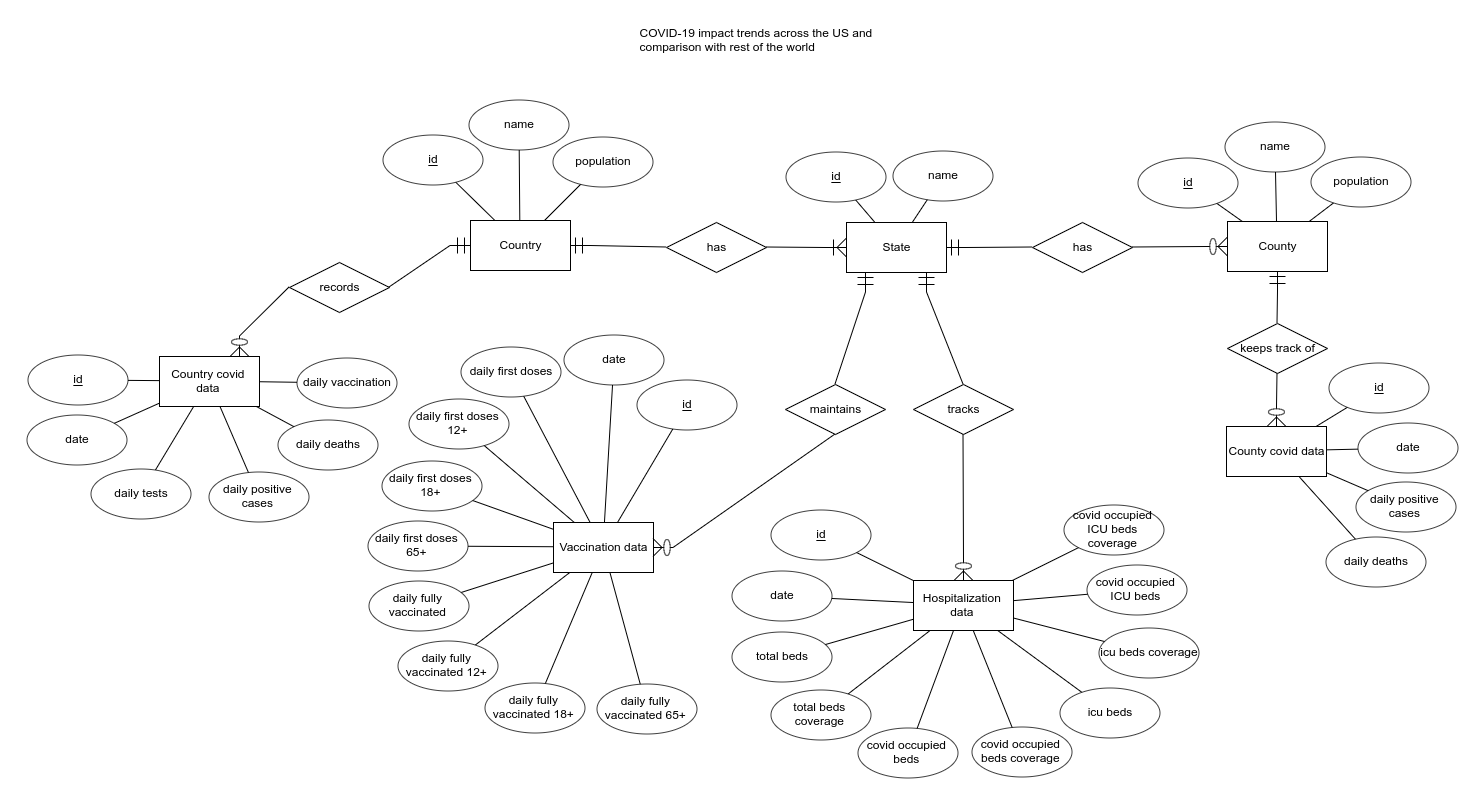 COVID-19 impact trends across the US and
comparison with rest of the world
name
id
population
Country
has
id
name
State
has
name
id
population
County
records
keeps track of
Country covid
data
id
date
daily tests
daily positive
cases
daily deaths
daily vaccination
daily first doses
date
id
daily first doses
12+
daily first doses
18+
daily first doses
65+
daily fully
vaccinated
daily fully
vaccinated 12+
daily fully
vaccinated 18+
daily fully
vaccinated 65+
Vaccination data
maintains
tracks
id
date
total beds
total beds
coverage
covid occupied
beds
covid occupied
beds coverage
icu beds
icu beds coverage
covid occupied
ICU beds
covid occupied
ICU beds
coverage
Hospitalization
data
County covid data
id
date
daily positive
cases
daily deaths